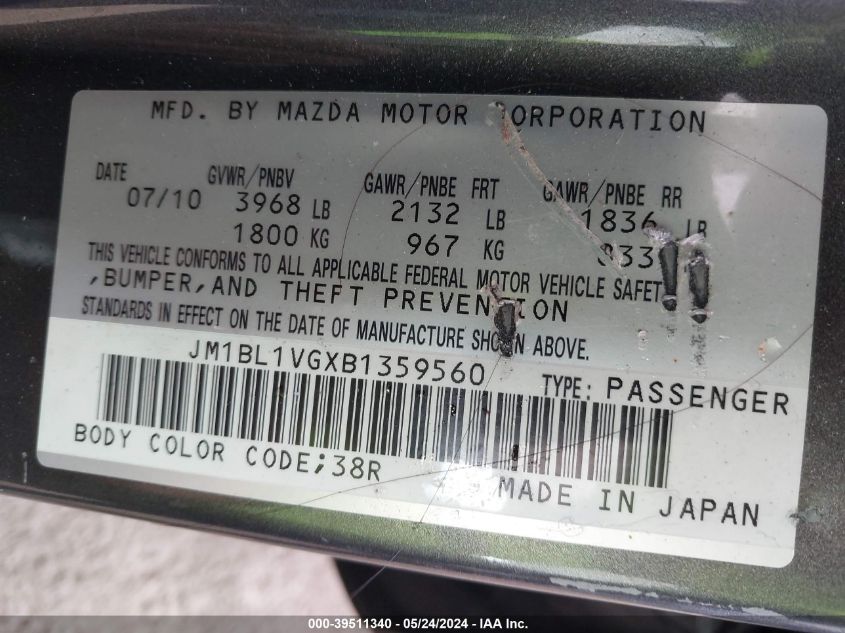 MFD. BY MAZDA MOTOR CORPORATION
DATE GVWR/PNBV GAWR/PNBE FRT GAWR/PNBE RR
07/10 3968 LB 2132 LB 1836 LB
1800 KG 967 KG 833
THIS VEHICLE CONFORMS TO ALL APPLICABLE FEDERAL MOTOR VEHICLE SAFETY
,BUMPER,AND THEFT PREVENTION
STANDARDS IN EFFECT ON THE DATE OF MANUFACTURE SHOWN ABOVE.
JM1BL1VGXB1359560 TYPE: PASSENGER
BODY COLOR CODE;38R
MADE IN JAPAN
000-39511340 - 05/24/2024 - IAA Inc.